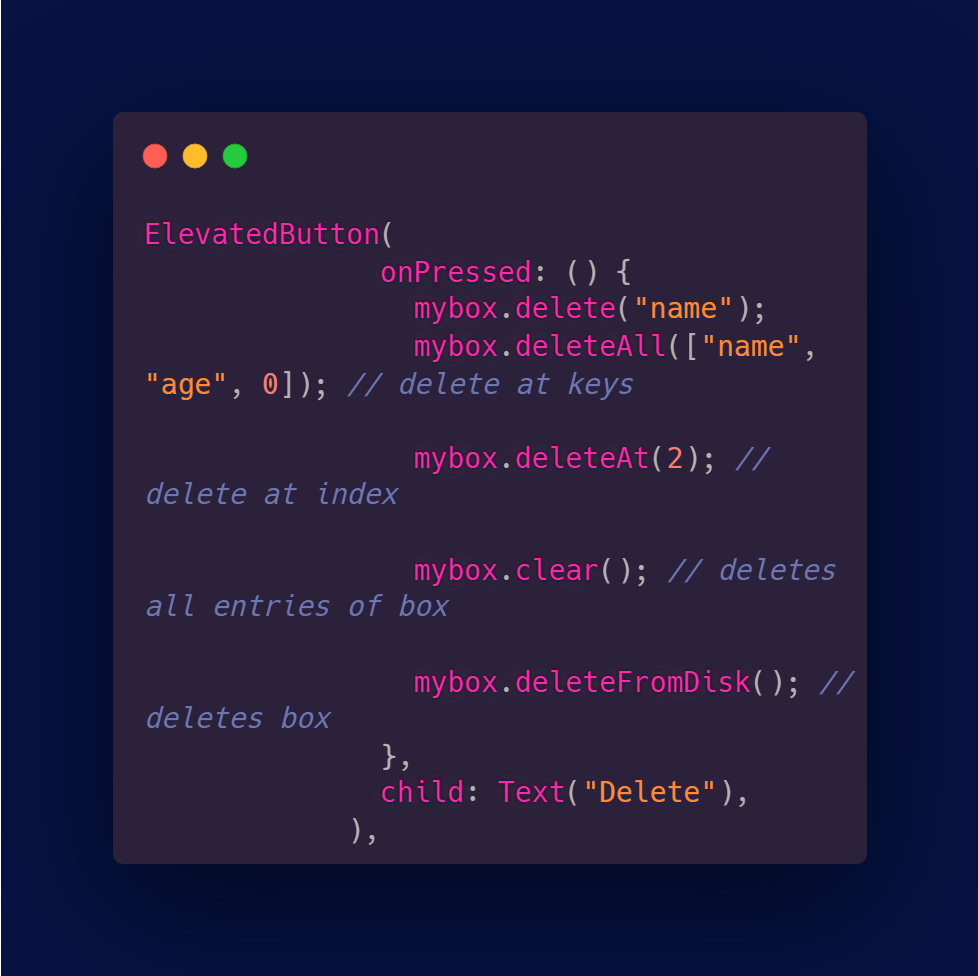 ElevatedButton(
onPressed: () {
mybox.delete("name");
mybox.deleteAll(["name",
"age", 0]); // delete at keys
mybox.deleteAt(2); //
delete at index
mybox.clear(); // deletes
all entries of box
mybox.deleteFromDisk(); //
deletes box
},
child: Text("Delete"),
),